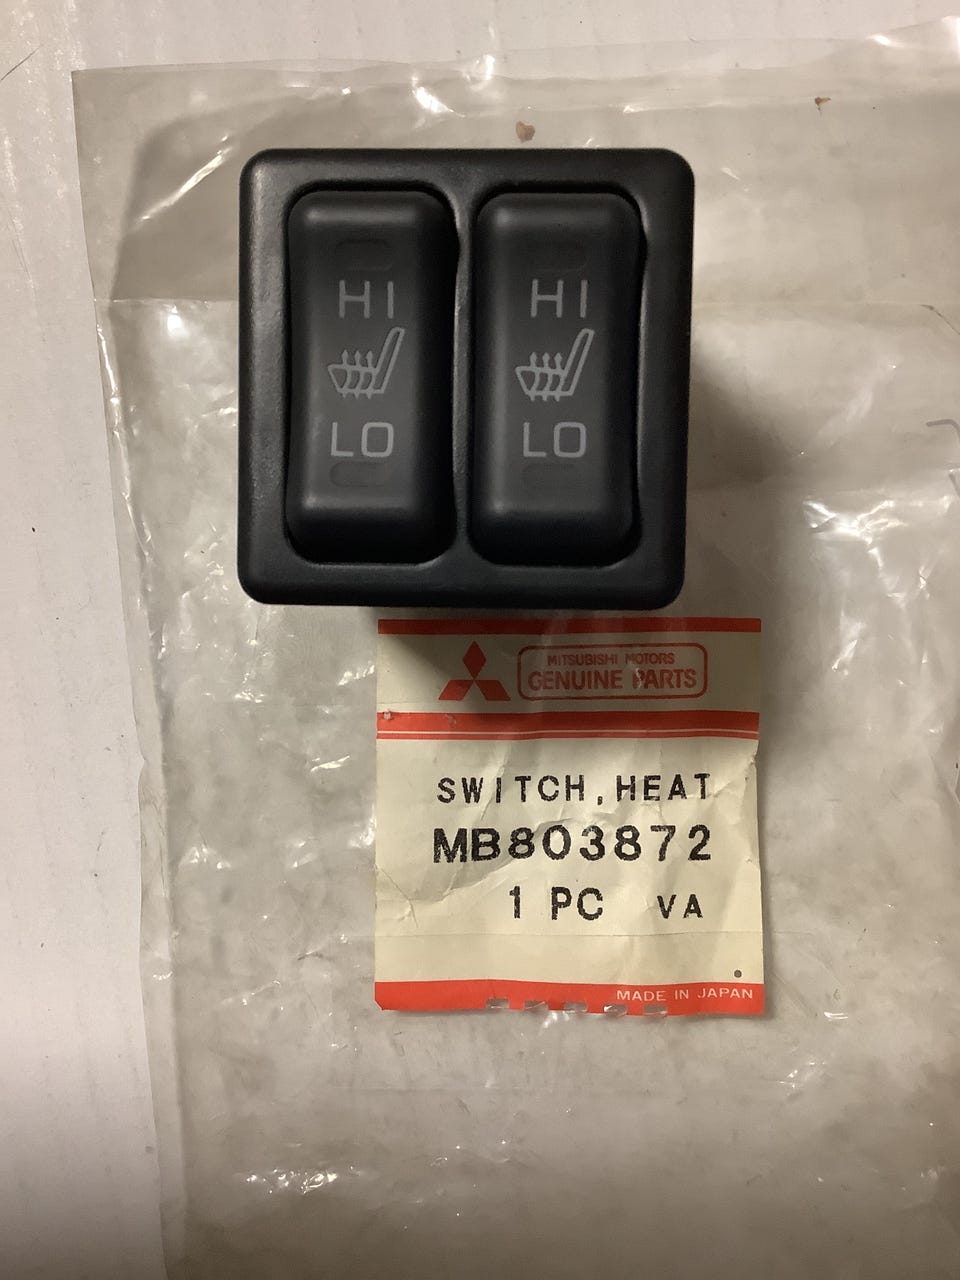 HI HI
LO LO
MITSUBISHI MOTORS
GENUINE PARTS
SWITCH, HEAT
MB803872
1 PC VA
MADE IN JAPAN